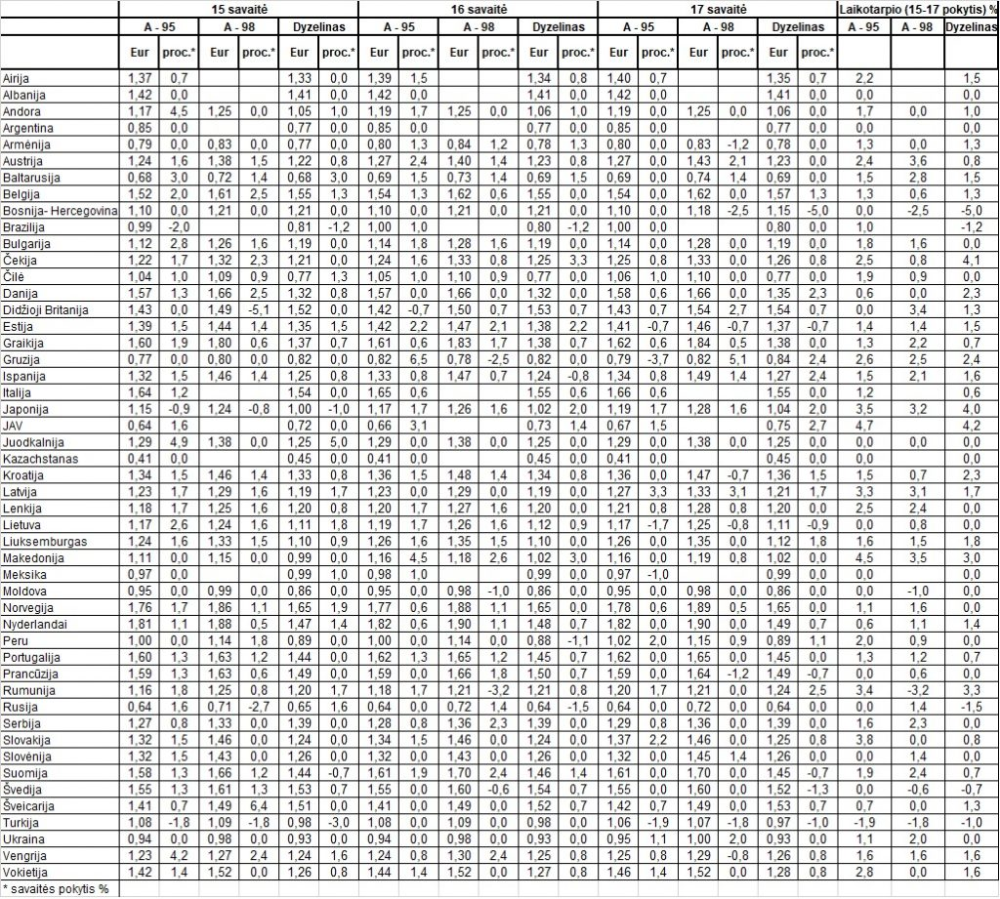 15 savaitė 16 savaitė 17 savaitė Laikotarpio (15-17 pokytis) %
A - 95 A - 98 Dyzelinas A - 95 A - 98 Dyzelinas A - 95 A - 98 Dyzelinas A - 95 A - 98 Dyzelinas
Eur proc.* Eur proc.* Eur proc.* Eur proc.* Eur proc.* Eur proc.* Eur proc.* Eur proc.* Eur proc.*
Airija 1,37 0,7 1,33 0,0 1,39 1,5 1,34 0,8 1,40 0,7 1,35 0,7 2,2 1,5
Albanija 1,42 0,0 1,41 0,0 1,42 0,0 1,41 0,0 1,42 0,0 1,41 0,0 0,0 0,0
Andora 1,17 4,5 1,25 0,0 1,05 1,0 1,19 1,7 1,25 0,0 1,06 1,0 1,19 0,0 1,25 0,0 1,06 0,0 1,7 0,0 1,0
Argentina 0,85 0,0 0,77 0,0 0,85 0,0 0,77 0,0 0,85 0,0 0,77 0,0 0,0 0,0
Armėnija 0,79 0,0 0,83 0,0 0,77 0,0 0,80 1,3 0,84 1,2 0,78 1,3 0,80 0,0 0,83 -1,2 0,78 0,0 1,3 0,0 1,3
Austrija 1,24 1,6 1,38 1,5 1,22 0,8 1,27 2,4 1,40 1,4 1,23 0,8 1,27 0,0 1,43 2,1 1,23 0,0 2,4 3,6 0,8
Baltarusija 0,68 3,0 0,72 1,4 0,68 3,0 0,69 1,5 0,73 1,4 0,69 1,5 0,69 0,0 0,74 1,4 0,69 0,0 1,5 2,8 1,5
Belgija 1,52 2,0 1,61 2,5 1,55 1,3 1,54 1,3 1,62 0,6 1,55 0,0 1,54 0,0 1,62 0,0 1,57 1,3 1,3 0,6 1,3
Bosnija- Hercegovina 1,10 0,0 1,21 0,0 1,21 0,0 1,10 0,0 1,21 0,0 1,21 0,0 1,10 0,0 1,18 -2,5 1,15 -5,0 0,0 -2,5 -5,0
Brazilija 0,99 -2,0 0,81 -1,2 1,00 1,0 0,80 -1,2 1,00 0,0 0,80 0,0 1,0 -1,2
Bulgarija 1,12 2,8 1,26 1,6 1,19 0,0 1,14 1,8 1,28 1,6 1,19 0,0 1,14 0,0 1,28 0,0 1,19 0,0 1,8 1,6 0,0
Čekija 1,22 1,7 1,32 2,3 1,21 0,0 1,24 1,6 1,33 0,8 1,25 3,3 1,25 0,8 1,33 0,0 1,26 0,8 2,5 0,8 4,1
Čilė 1,04 1,0 1,09 0,9 0,77 1,3 1,05 1,0 1,10 0,9 0,77 0,0 1,06 1,0 1,10 0,0 0,77 0,0 1,9 0,9 0,0
Danija 1,57 1,3 1,66 2,5 1,32 0,8 1,57 0,0 1,66 0,0 1,32 0,0 1,58 0,6 1,66 0,0 1,35 2,3 0,6 0,0 2,3
Didžioji Britanija 1,43 0,0 1,49 -5,1 1,52 0,0 1,42 -0,7 1,50 0,7 1,53 0,7 1,43 0,7 1,54 2,7 1,54 0,7 0,0 3,4 1,3
Estija 1,39 1,5 1,44 1,4 1,35 1,5 1,42 2,2 1,47 2,1 1,38 2,2 1,41 -0,7 1,46 -0,7 1,37 -0,7 1,4 1,4 1,5
Graikija 1,60 1,9 1,80 0,6 1,37 0,7 1,61 0,6 1,83 1,7 1,38 0,7 1,62 0,6 1,84 0,5 1,38 0,0 1,3 2,2 0,7
Gruzija 0,77 0,0 0,80 0,0 0,82 0,0 0,82 6,5 0,78 -2,5 0,82 0,0 0,79 -3,7 0,82 5,1 0,84 2,4 2,6 2,5 2,4
Ispanija 1,32 1,5 1,46 1,4 1,25 0,8 1,33 0,8 1,47 0,7 1,24 -0,8 1,34 0,8 1,49 1,4 1,27 2,4 1,5 2,1 1,6
Italija 1,64 1,2 1,54 0,0 1,65 0,6 1,55 0,6 1,66 0,6 1,55 0,0 1,2 0,6
Japonija 1,15 -0,9 1,24 -0,8 1,00 -1,0 1,17 1,7 1,26 1,6 1,02 2,0 1,19 1,7 1,28 1,6 1,04 2,0 3,5 3,2 4,0
JAV 0,64 1,6 0,72 0,0 0,66 3,1 0,73 1,4 0,67 1,5 0,75 2,7 4,7 4,2
Juodkalnija 1,29 4,9 1,38 0,0 1,25 5,0 1,29 0,0 1,38 0,0 1,25 0,0 1,29 0,0 1,38 0,0 1,25 0,0 0,0 0,0 0,0
Kazachstanas 0,41 0,0 0,45 0,0 0,41 0,0 0,45 0,0 0,41 0,0 0,45 0,0 0,0 0,0
Kroatija 1,34 1,5 1,46 1,4 1,33 0,8 1,36 1,5 1,48 1,4 1,34 0,8 1,36 0,0 1,47 -0,7 1,36 1,5 1,5 0,7 2,3
Latvija 1,23 1,7 1,29 1,6 1,19 1,7 1,23 0,0 1,29 0,0 1,19 0,0 1,27 3,3 1,33 3,1 1,21 1,7 3,3 3,1 1,7
Lenkija 1,18 1,7 1,25 1,6 1,20 0,8 1,20 1,7 1,27 1,6 1,20 0,0 1,21 0,8 1,28 0,8 1,20 0,0 2,5 2,4 0,0
Lietuva 1,17 2,6 1,24 1,6 1,11 1,8 1,19 1,7 1,26 1,6 1,12 0,9 1,17 -1,7 1,25 -0,8 1,11 -0,9 0,0 0,8 0,0
Liuksemburgas 1,24 1,6 1,33 1,5 1,10 0,9 1,26 1,6 1,35 1,5 1,10 0,0 1,26 0,0 1,35 0,0 1,12 1,8 1,6 1,5 1,8
Makedonija 1,11 0,0 1,15 0,0 0,99 0,0 1,16 4,5 1,18 2,6 1,02 3,0 1,16 0,0 1,19 0,8 1,02 0,0 4,5 3,5 3,0
Meksika 0,97 0,0 0,99 1,0 0,98 1,0 0,99 0,0 0,97 -1,0 0,99 0,0 0,0 0,0
Moldova 0,95 0,0 0,99 0,0 0,86 0,0 0,95 0,0 0,98 -1,0 0,86 0,0 0,95 0,0 0,98 0,0 0,86 0,0 0,0 -1,0 0,0
Norvegija 1,76 1,7 1,86 1,1 1,65 1,9 1,77 0,6 1,88 1,1 1,65 0,0 1,78 0,6 1,89 0,5 1,65 0,0 1,1 1,6 0,0
Nyderlandai 1,81 1,1 1,88 0,5 1,47 1,4 1,82 0,6 1,90 1,1 1,48 0,7 1,82 0,0 1,90 0,0 1,49 0,7 0,6 1,1 1,4
Peru 1,00 0,0 1,14 1,8 0,89 0,0 1,00 0,0 1,14 0,0 0,88 -1,1 1,02 2,0 1,15 0,9 0,89 1,1 2,0 0,9 0,0
Portugalija 1,60 1,3 1,63 1,2 1,44 0,0 1,62 1,3 1,65 1,2 1,45 0,7 1,62 0,0 1,65 0,0 1,45 0,0 1,3 1,2 0,7
Prancūzija 1,59 1,3 1,63 0,6 1,49 0,0 1,59 0,0 1,66 1,8 1,50 0,7 1,59 0,0 1,64 -1,2 1,49 -0,7 0,0 0,6 0,0
Rumunija 1,16 1,8 1,25 0,8 1,20 1,7 1,18 1,7 1,21 -3,2 1,21 0,8 1,20 1,7 1,21 0,0 1,24 2,5 3,4 -3,2 3,3
Rusija 0,64 1,6 0,71 -2,7 0,65 1,6 0,64 0,0 0,72 1,4 0,64 -1,5 0,64 0,0 0,72 0,0 0,64 0,0 0,0 1,4 -1,5
Serbija 1,27 0,8 1,33 0,0 1,39 0,0 1,28 0,8 1,36 2,3 1,39 0,0 1,29 0,8 1,36 0,0 1,39 0,0 1,6 2,3 0,0
Slovakija 1,32 1,5 1,46 0,0 1,24 0,0 1,34 1,5 1,46 0,0 1,24 0,0 1,37 2,2 1,46 0,0 1,25 0,8 3,8 0,0 0,8
Slovėnija 1,32 1,5 1,43 0,0 1,26 0,0 1,32 0,0 1,43 0,0 1,26 0,0 1,32 0,0 1,45 1,4 1,26 0,0 0,0 1,4 0,0
Suomija 1,58 1,3 1,66 1,2 1,44 -0,7 1,61 1,9 1,70 2,4 1,46 1,4 1,61 0,0 1,70 0,0 1,45 -0,7 1,9 2,4 0,7
Švedija 1,55 1,3 1,61 1,3 1,53 0,7 1,55 0,0 1,60 -0,6 1,54 0,7 1,55 0,0 1,60 0,0 1,52 -1,3 0,0 -0,6 -0,7
Šveicarija 1,41 0,7 1,49 6,4 1,51 0,0 1,41 0,0 1,49 0,0 1,52 0,7 1,42 0,7 1,49 0,0 1,53 0,7 0,7 0,0 1,3
Turkija 1,08 -1,8 1,09 -1,8 0,98 -3,0 1,08 0,0 1,09 0,0 0,98 0,0 1,06 -1,9 1,07 -1,8 0,97 -1,0 -1,9 -1,8 -1,0
Ukraina 0,94 0,0 0,98 0,0 0,93 0,0 0,94 0,0 0,98 0,0 0,93 0,0 0,95 1,1 1,00 2,0 0,93 0,0 1,1 2,0 0,0
Vengrija 1,23 4,2 1,27 2,4 1,24 1,6 1,24 0,8 1,30 2,4 1,25 0,8 1,25 0,8 1,29 -0,8 1,26 0,8 1,6 1,6 1,6
Vokietija 1,42 1,4 1,52 0,0 1,26 0,8 1,44 1,4 1,52 0,0 1,27 0,8 1,46 1,4 1,52 0,0 1,28 0,8 2,8 0,0 1,6
* savaitės pokytis %